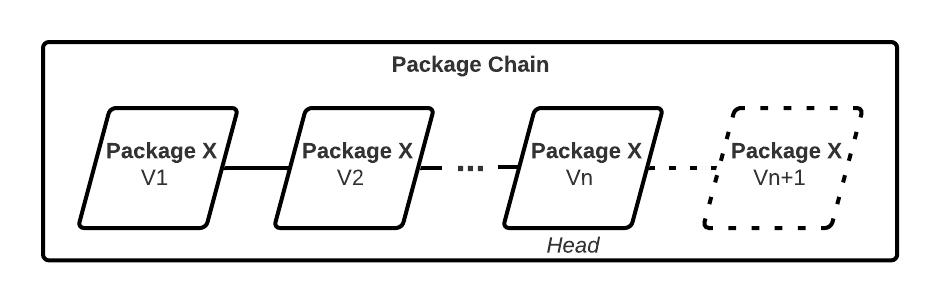 Package Chain
Package X
V1
Package X
V2
...
Package X
Vn
Head
Package X
Vn+1